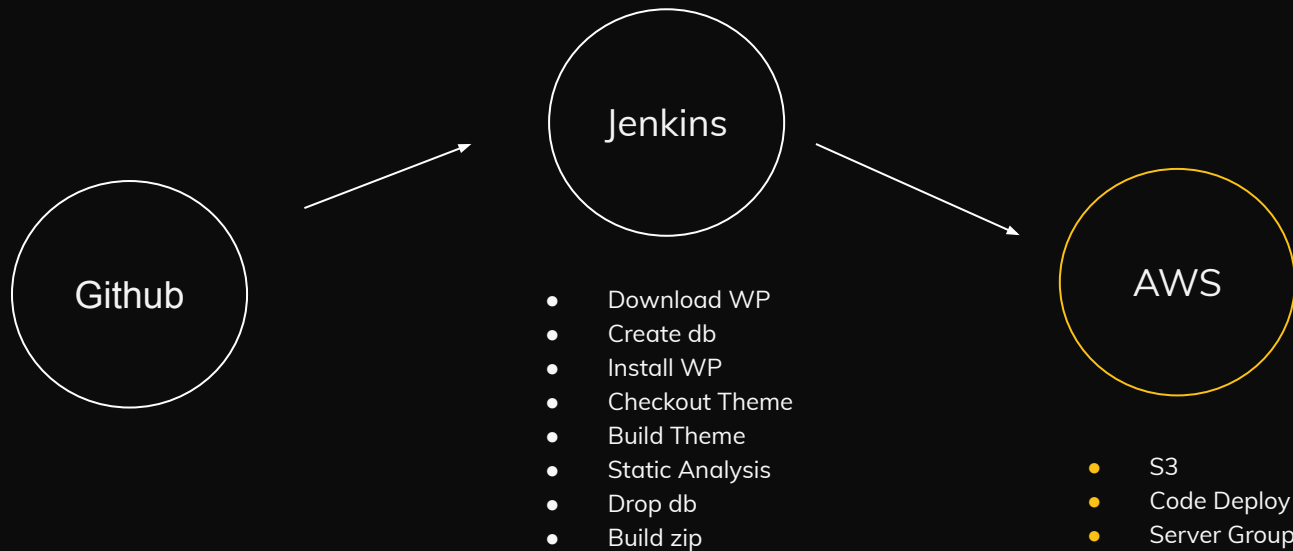 Github
Jenkins
● Download WP
● Create db
● Install WP
● Checkout Theme
● Build Theme
● Static Analysis
● Drop db
● Build zip
AWS
● S3
● Code Deploy
● Server Group